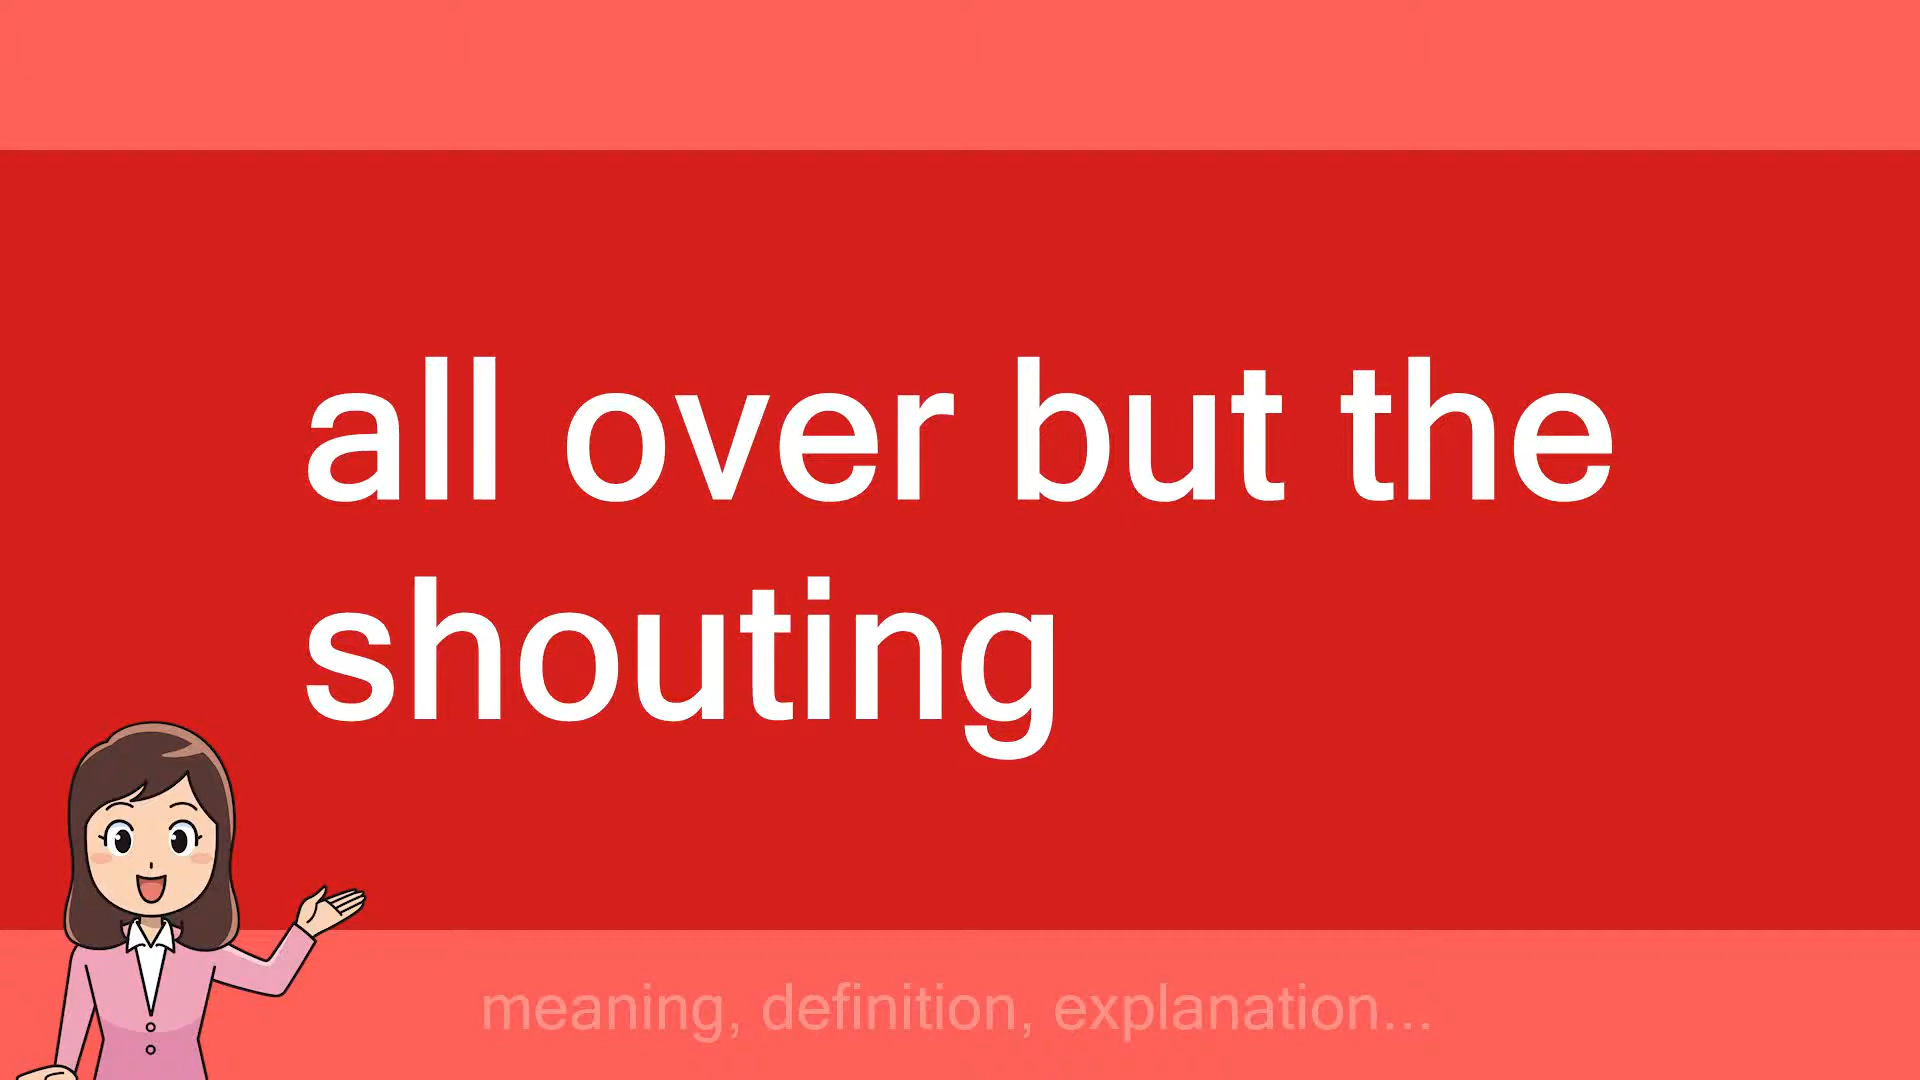 all over but the
shouting
meaning, definition, explanation...